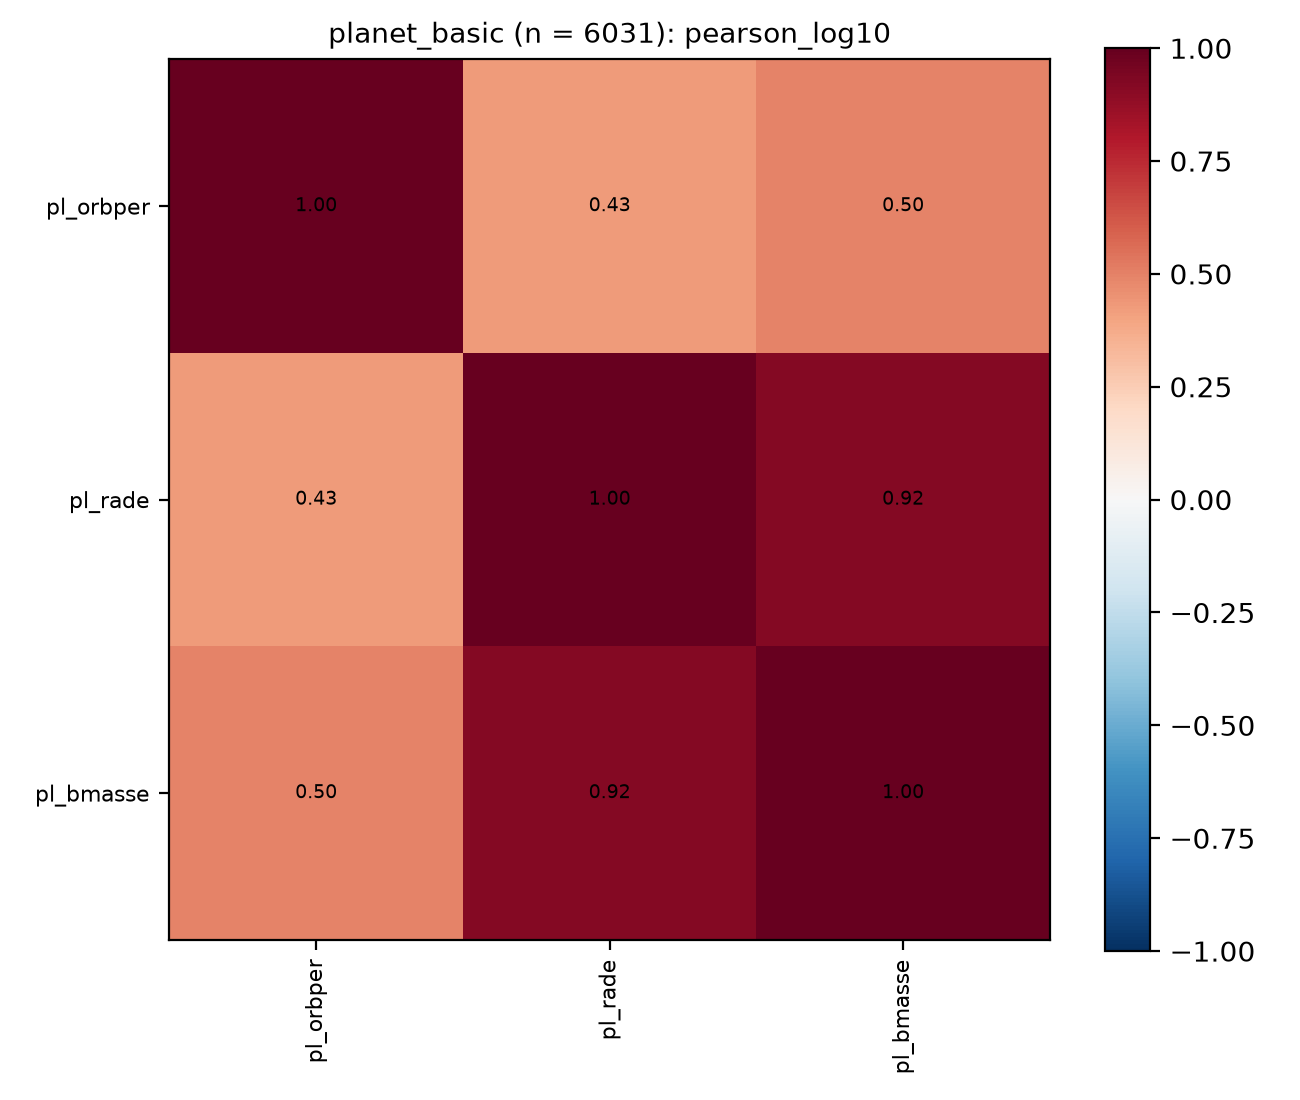 planet_basic (n = 6031): pearson_log10
pl_orbper
1.00 0.43 0.50
pl_rade
0.43 1.00 0.92
pl_bmasse
0.50 0.92 1.00
pl_orbper
pl_rade
pl_bmasse
1.00
0.75
0.50
0.25
0.00
−0.25
−0.50
−0.75
−1.00